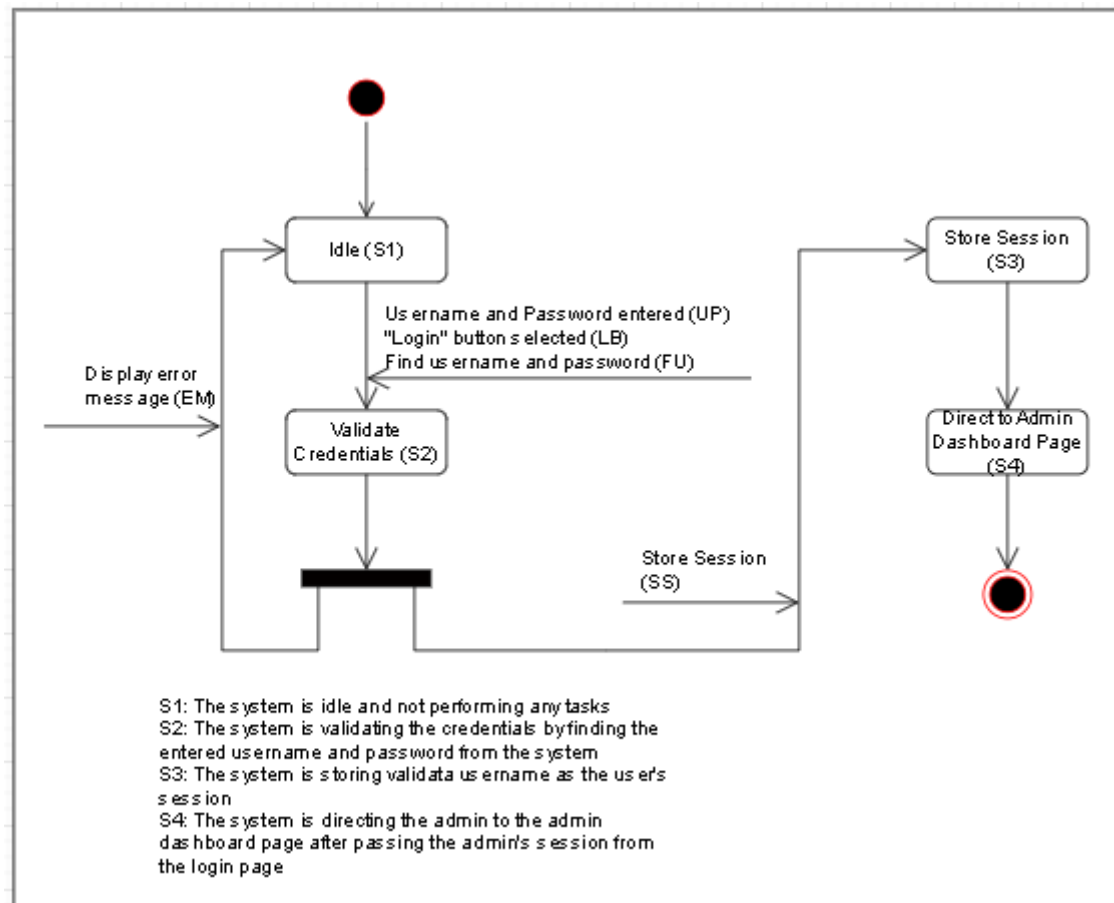 Idle (S1)
Store Session
(S3)
Username and Password entered (UP)
"Login" button selected (LB)
Find username and password (FU)
Display error
message (EM)
Validate
Credentials (S2)
Direct to Admin
Dashboard Page
(S4)
Store Session
(SS)
S1: The system is idle and not performing any tasks
S2: The system is validating the credentials by finding the
entered username and password from the system
S3: The system is storing validata username as the user's
session
S4: The system is directing the admin to the admin
dashboard page after passing the admin's session from
the login page